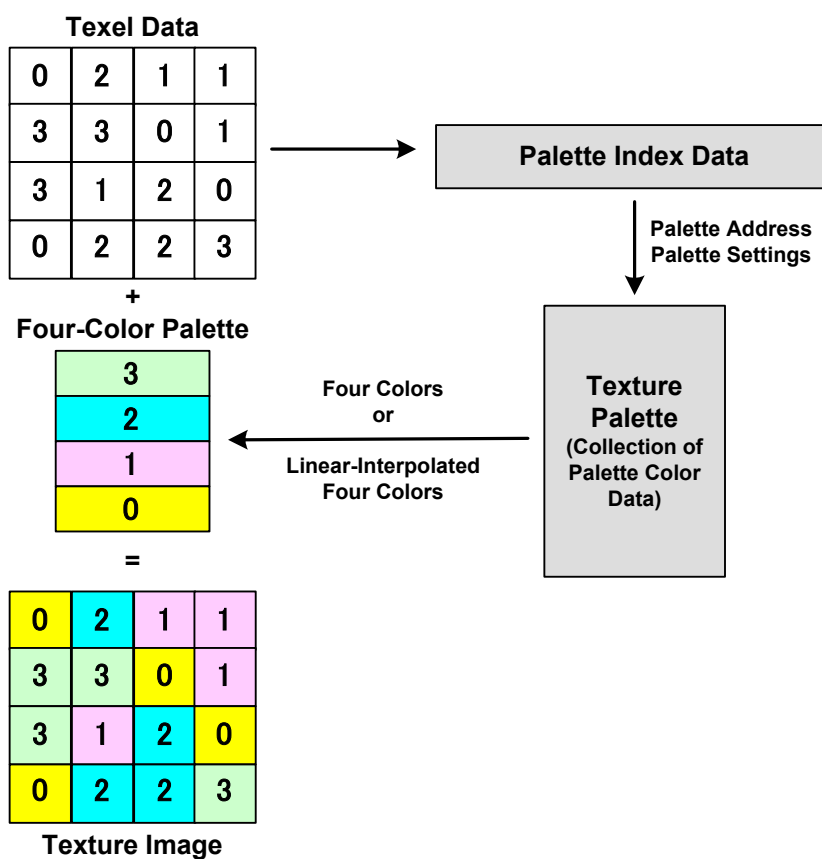 Texel Data
0 2 1 1
3 3 0 1
3 1 2 0
0 2 2 3
+
Four-Color Palette
3
2
1
0
=
0 2 1 1
3 3 0 1
3 1 2 0
0 2 2 3
Texture Image
Palette Index Data
Palette Address
Palette Settings
Texture
Palette
(Collection of
Palette Color
Data)
Four Colors
or
Linear-Interpolated
Four Colors